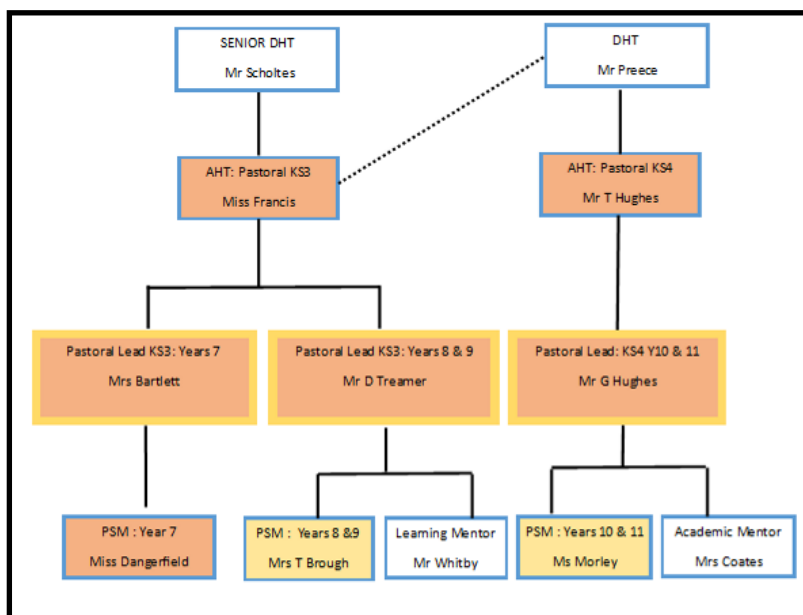 SENIOR DHT
Mr Scholtes
DHT
Mr Preece
AHT: Pastoral KS3
Miss Francis
AHT: Pastoral KS4
Mr T Hughes
Pastoral Lead KS3: Years 7
Mrs Bartlett
Pastoral Lead KS3: Years 8 & 9
Mr D Treamer
Pastoral Lead: KS4 Y10 & 11
Mr G Hughes
PSM : Year 7
Miss Dangerfield
PSM : Years 8 &9
Mrs T Brough
Learning Mentor
Mr Whitby
PSM : Years 10 & 11
Ms Morley
Academic Mentor
Mrs Coates